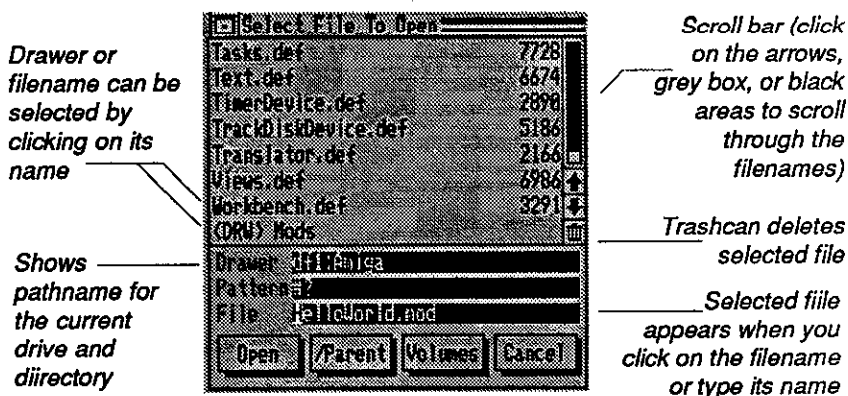 Select File To Open
Tasks.def 7728
Text.def 6674
TimerDevice.def 2898
TrackDiskDevice.def 5186
Translator.def 2166
Views.def 6986
Workbench.def 3291
(DRW) Mods
Drawer Amiga
Pattern #?
File HelloWorld.mod
Open /Parent Volumes Cancel
Drawer or
filename can be
selected by
clicking on its
name
Shows
pathname for
the current
drive and
diirectory
Scroll bar (click
on the arrows,
grey box, or black
areas to scroll
through the
filenames)
Trashcan deletes
selected file
Selected fiile
appears when you
click on the filename
or type its name